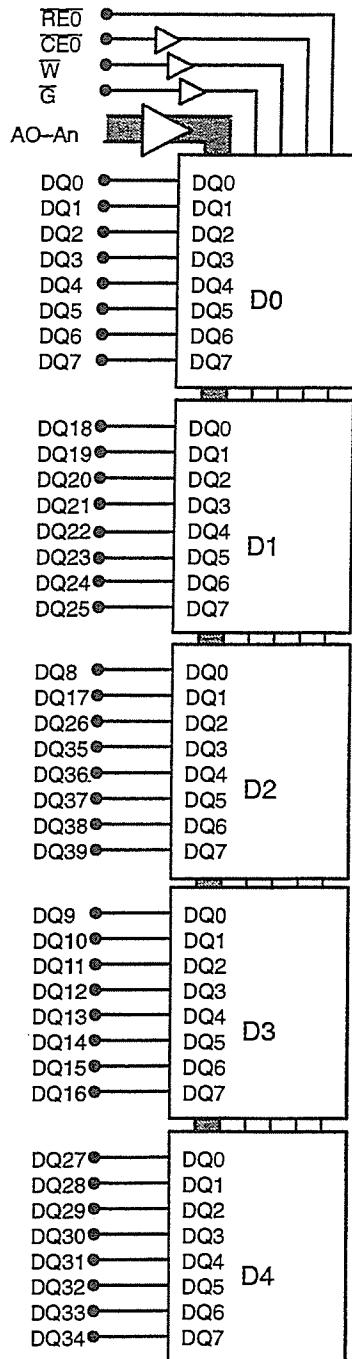 RE0
CE0
W
G
AO–An
DQ0 DQ0
DQ1 DQ1
DQ2 DQ2
DQ3 DQ3
DQ4 DQ4
DQ5 DQ5
DQ6 DQ6
DQ7 DQ7
D0
DQ18 DQ0
DQ19 DQ1
DQ20 DQ2
DQ21 DQ3
DQ22 DQ4
DQ23 DQ5
DQ24 DQ6
DQ25 DQ7
D1
DQ8 DQ0
DQ17 DQ1
DQ26 DQ2
DQ35 DQ3
DQ36 DQ4
DQ37 DQ5
DQ38 DQ6
DQ39 DQ7
D2
DQ9 DQ0
DQ10 DQ1
DQ11 DQ2
DQ12 DQ3
DQ13 DQ4
DQ14 DQ5
DQ15 DQ6
DQ16 DQ7
D3
DQ27 DQ0
DQ28 DQ1
DQ29 DQ2
DQ30 DQ3
DQ31 DQ4
DQ32 DQ5
DQ33 DQ6
DQ34 DQ7
D4